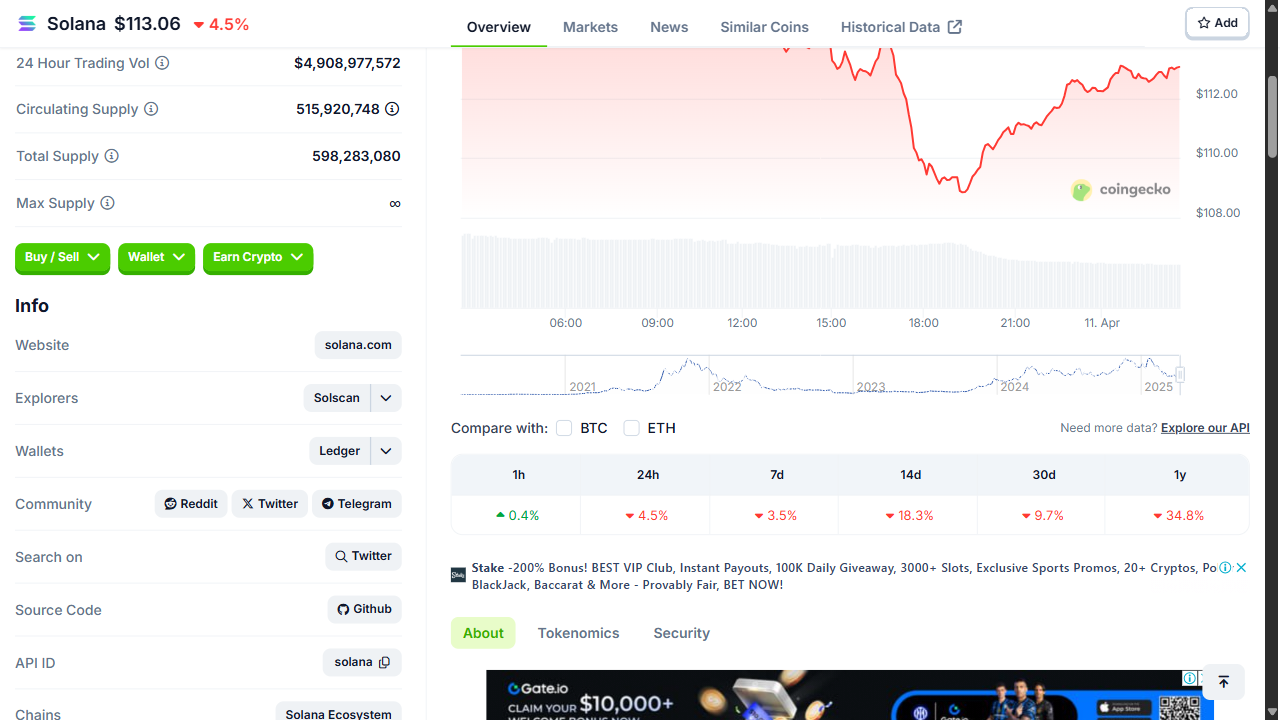 Solana $113.06 4.5%
Overview Markets News Similar Coins Historical Data
Add
24 Hour Trading Vol $4,908,977,572
Circulating Supply 515,920,748
Total Supply 598,283,080
Max Supply ∞
Buy / Sell Wallet Earn Crypto
Info
Website solana.com
Explorers Solscan
Wallets Ledger
Community Reddit Twitter Telegram
Search on Twitter
Source Code Github
API ID solana
Chains Solana Ecosystem
$112.00
$110.00
$108.00
coingecko
06:00 09:00 12:00 15:00 18:00 21:00 11. Apr
2021 2022 2023 2024 2025
Compare with: BTC ETH
Need more data? Explore our API
1h 24h 7d 14d 30d 1y
0.4% 4.5% 3.5% 18.3% 9.7% 34.8%
Stake -200% Bonus! BEST VIP Club, Instant Payouts, 100K Daily Giveaway, 3000+ Slots, Exclusive Sports Promos, 20+ Cryptos, Po
BlackJack, Baccarat & More - Provably Fair, BET NOW!
About Tokenomics Security
Gate.io
CLAIM YOUR $10,000+
WELCOME BONUS NOW
Gate.io
App Store